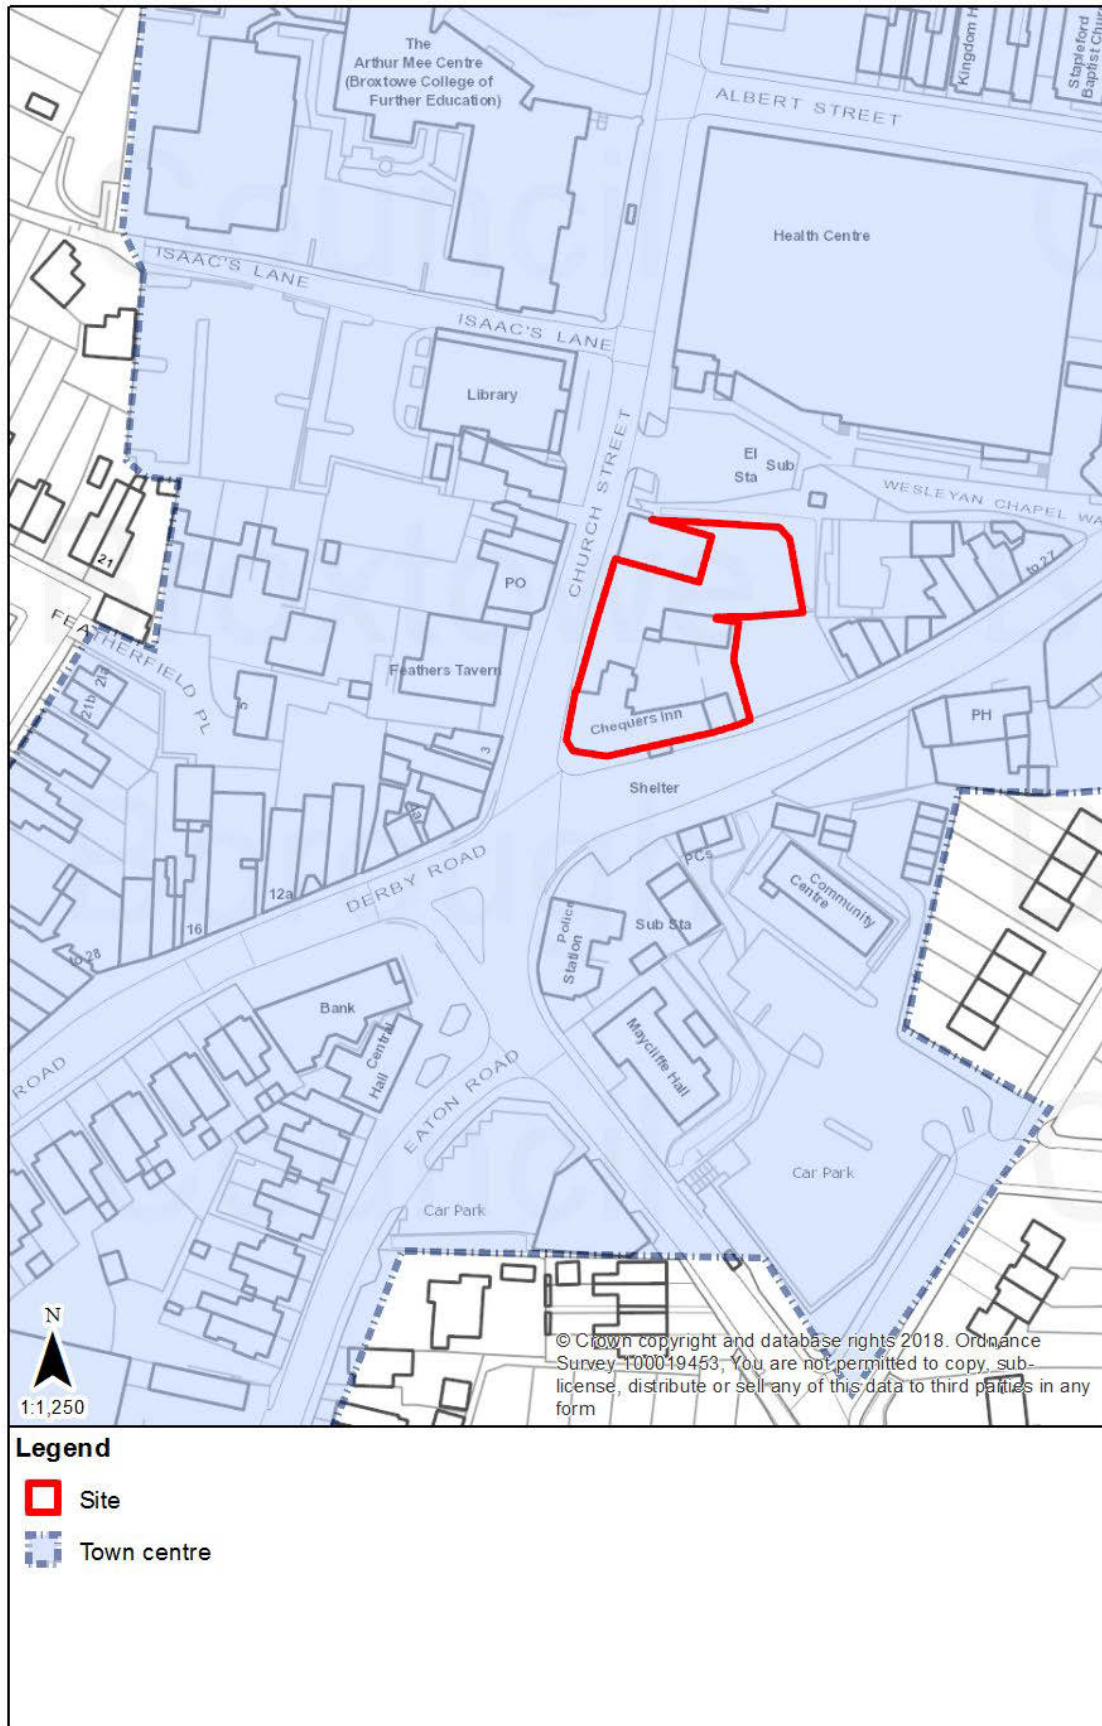 The
Arthur Mee Centre
(Broxtowe College of
Further Education)
Kingdom H
Stapleford
Baptist Chur
ALBERT STREET
Health Centre
ISAAC'S LANE
ISAAC'S LANE
Library
CHURCH STREET
El
Sta
Sub
WESLEYAN CHAPEL WA
to 27
21
PO
FEATHERFIELD PL
Feathers Tavern
21b
21a
5
3
Chequers Inn
PH
Shelter
4a
PCs
Community
Centre
DERBY ROAD
12a
16
to 28
Police
Station
Sub Sta
Bank
Central
Hall
Maycliffe Hall
ROAD
EATON ROAD
Car Park
Car Park
N
1:1,250
© Crown copyright and database rights 2018. Ordnance
Survey 100019453, You are not permitted to copy, sub-
license, distribute or sell any of this data to third parties in any
form
Legend
Site
Town centre